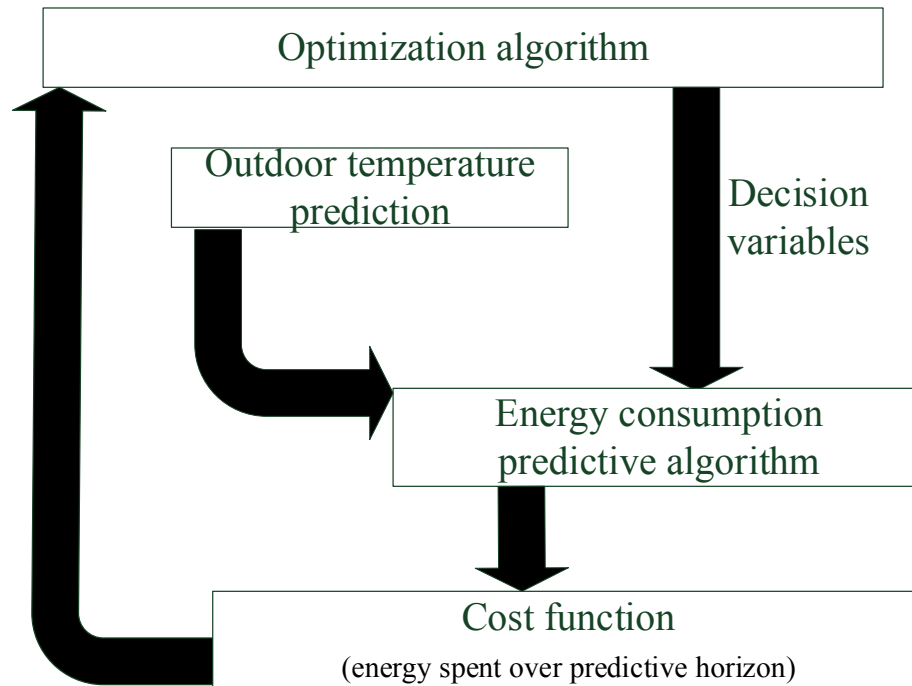 Optimization algorithm
Outdoor temperature
prediction
Decision
variables
Energy consumption
predictive algorithm
Cost function
(energy spent over predictive horizon)